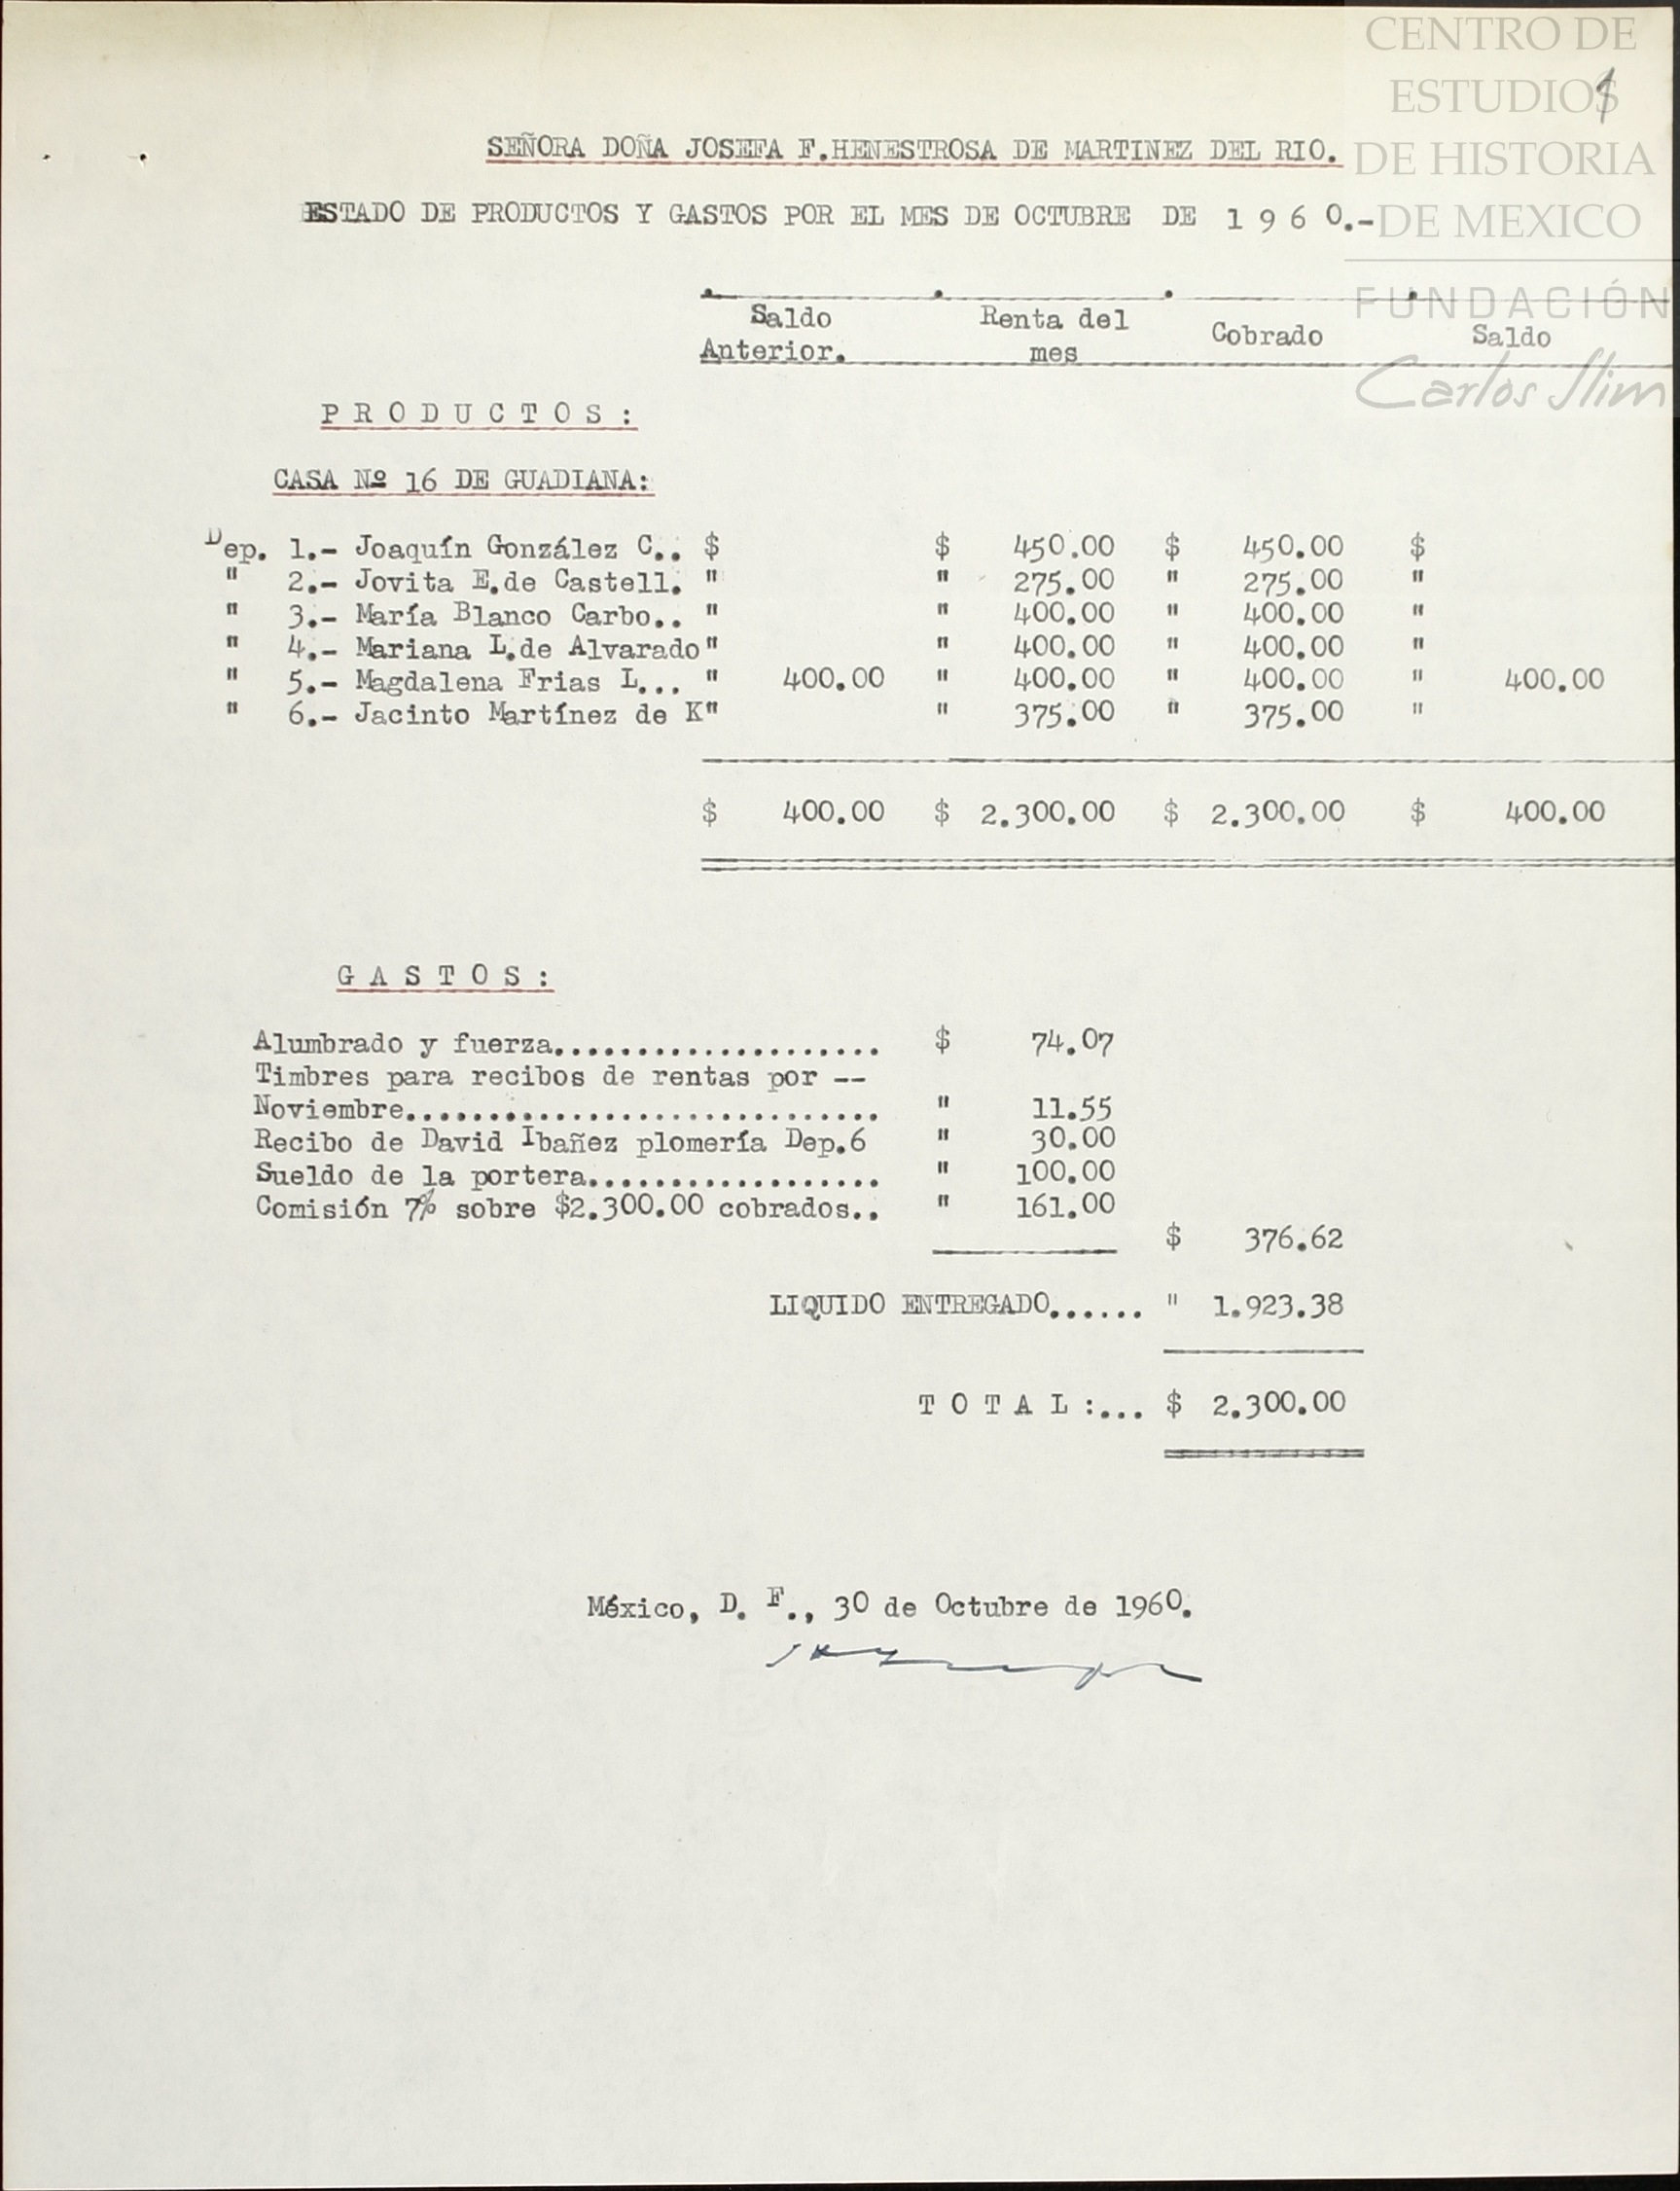 CENTRO DE
ESTUDIOS
1
DE HISTORIA
DE MEXICO
FUNDACIÓN
Carlos Slim
SEÑORA DOÑA JOSEFA F.HENESTROSA DE MARTINEZ DEL RIO.
ESTADO DE PRODUCTOS Y GASTOS POR EL MES DE OCTUBRE DE 1 9 6 0.-
Saldo Anterior. Renta del mes Cobrado Saldo
P R O D U C T O S :
CASA Nº 16 DE GUADIANA:
Dep. 1.- Joaquín González C.. $ $ 450.00 $ 450.00 $
" 2.- Jovita E.de Castell. " " 275.00 " 275.00 "
" 3.- María Blanco Carbo.. " " 400.00 " 400.00 "
" 4.- Mariana L.de Alvarado" " 400.00 " 400.00 "
" 5.- Magdalena Frias L... " 400.00 " 400.00 " 400.00 " 400.00
" 6.- Jacinto Martínez de K" " 375.00 " 375.00 "
$ 400.00 $ 2.300.00 $ 2.300.00 $ 400.00
G A S T O S :
Alumbrado y fuerza.................... $ 74.07
Timbres para recibos de rentas por --
Noviembre............................. " 11.55
Recibo de David Ibañez plomería Dep.6 " 30.00
Sueldo de la portera.................. " 100.00
Comisión 7% sobre $2.300.00 cobrados.. " 161.00
$ 376.62
LIQUIDO ENTREGADO...... " 1.923.38
T O T A L :... $ 2.300.00
México, D. F., 30 de Octubre de 1960.